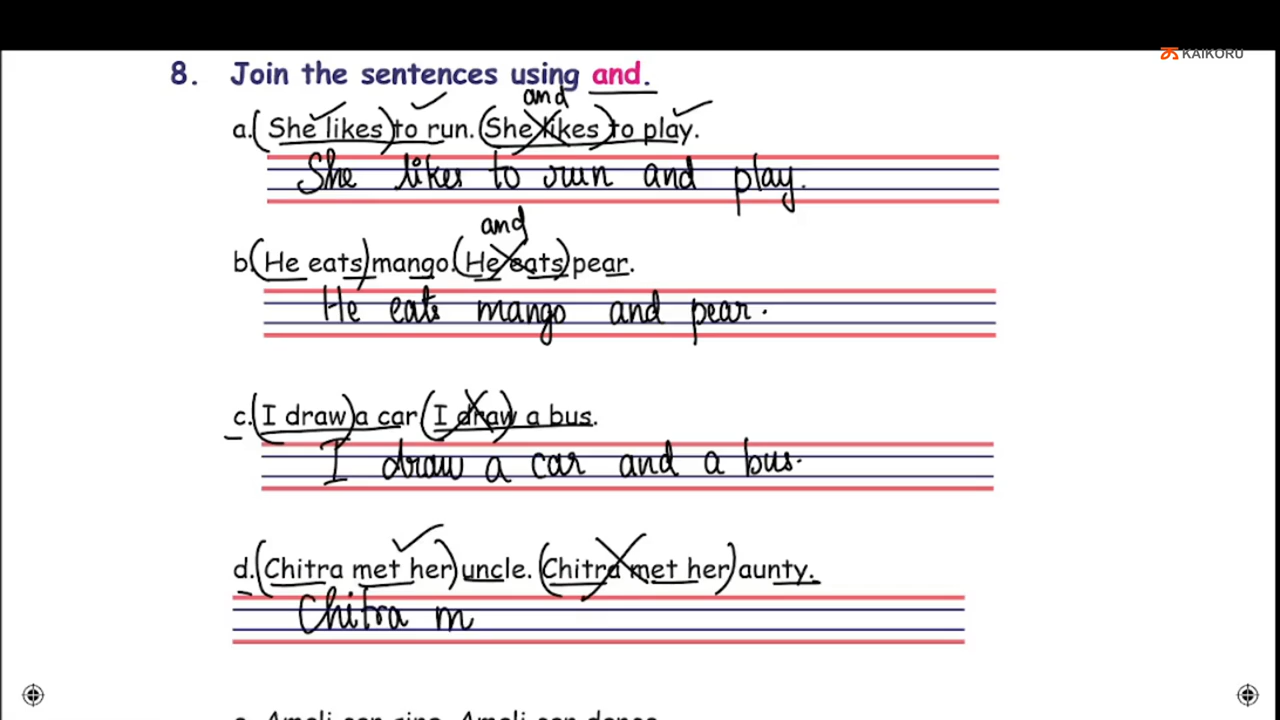 KAIKORU
8. Join the sentences using and.
and
a. (She likes) to run. (She likes) to play.
She likes to run and play.
and
b. (He eats) mango. (He eats) pear.
He eats mango and pear.
c. (I draw) a car (I draw) a bus.
I draw a car and a bus.
d. (Chitra met her) uncle. (Chitra met her) aunty.
Chitra m